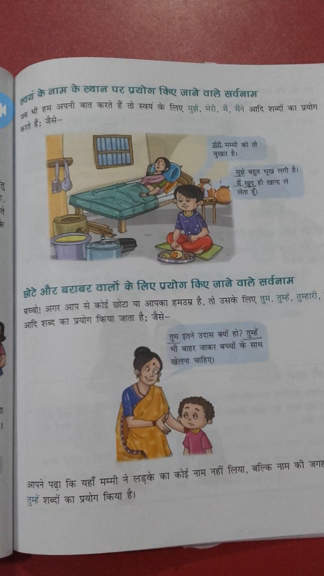 स्वयं के नाम के स्थान पर प्रयोग किए जाने वाले सर्वनाम
जब भी हम अपनी बात करते हैं तो स्वयं के लिए मुझे, मेरी, मैं, मैंने आदि शब्दों का प्रयोग
करते हैं; जैसे–
मेरी मम्मी को तो
बुखार है।
मुझे बहुत भूख लगी है।
मैं खुद ही खाना ले
लेता हूँ।
छोटे और बराबर वालों के लिए प्रयोग किए जाने वाले सर्वनाम
बच्चो! अगर आप से कोई छोटा या आपका हमउम्र है, तो उसके लिए तुम, तुम्हें, तुम्हारी,
आदि शब्द का प्रयोग किया जाता है; जैसे–
तुम इतने उदास क्यों हो? तुम्हें
भी बाहर जाकर बच्चों के साथ
खेलना चाहिए।
आपने पढ़ा कि यहाँ मम्मी ने लड़के का कोई नाम नहीं लिया, बल्कि नाम की जगह
तुम्हें शब्दों का प्रयोग किया है।